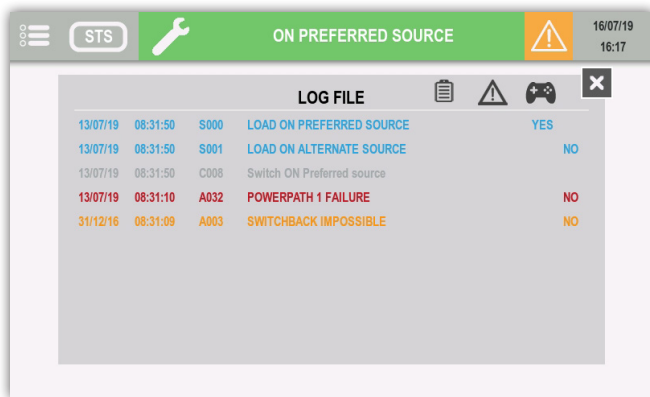 STS ON PREFERRED SOURCE 16/07/19
16:17
LOG FILE
13/07/19 08:31:50 S000 LOAD ON PREFERRED SOURCE YES
13/07/19 08:31:50 S001 LOAD ON ALTERNATE SOURCE NO
13/07/19 08:31:50 C008 Switch ON Preferred source
13/07/19 08:31:10 A032 POWERPATH 1 FAILURE NO
31/12/16 08:31:09 A003 SWITCHBACK IMPOSSIBLE NO